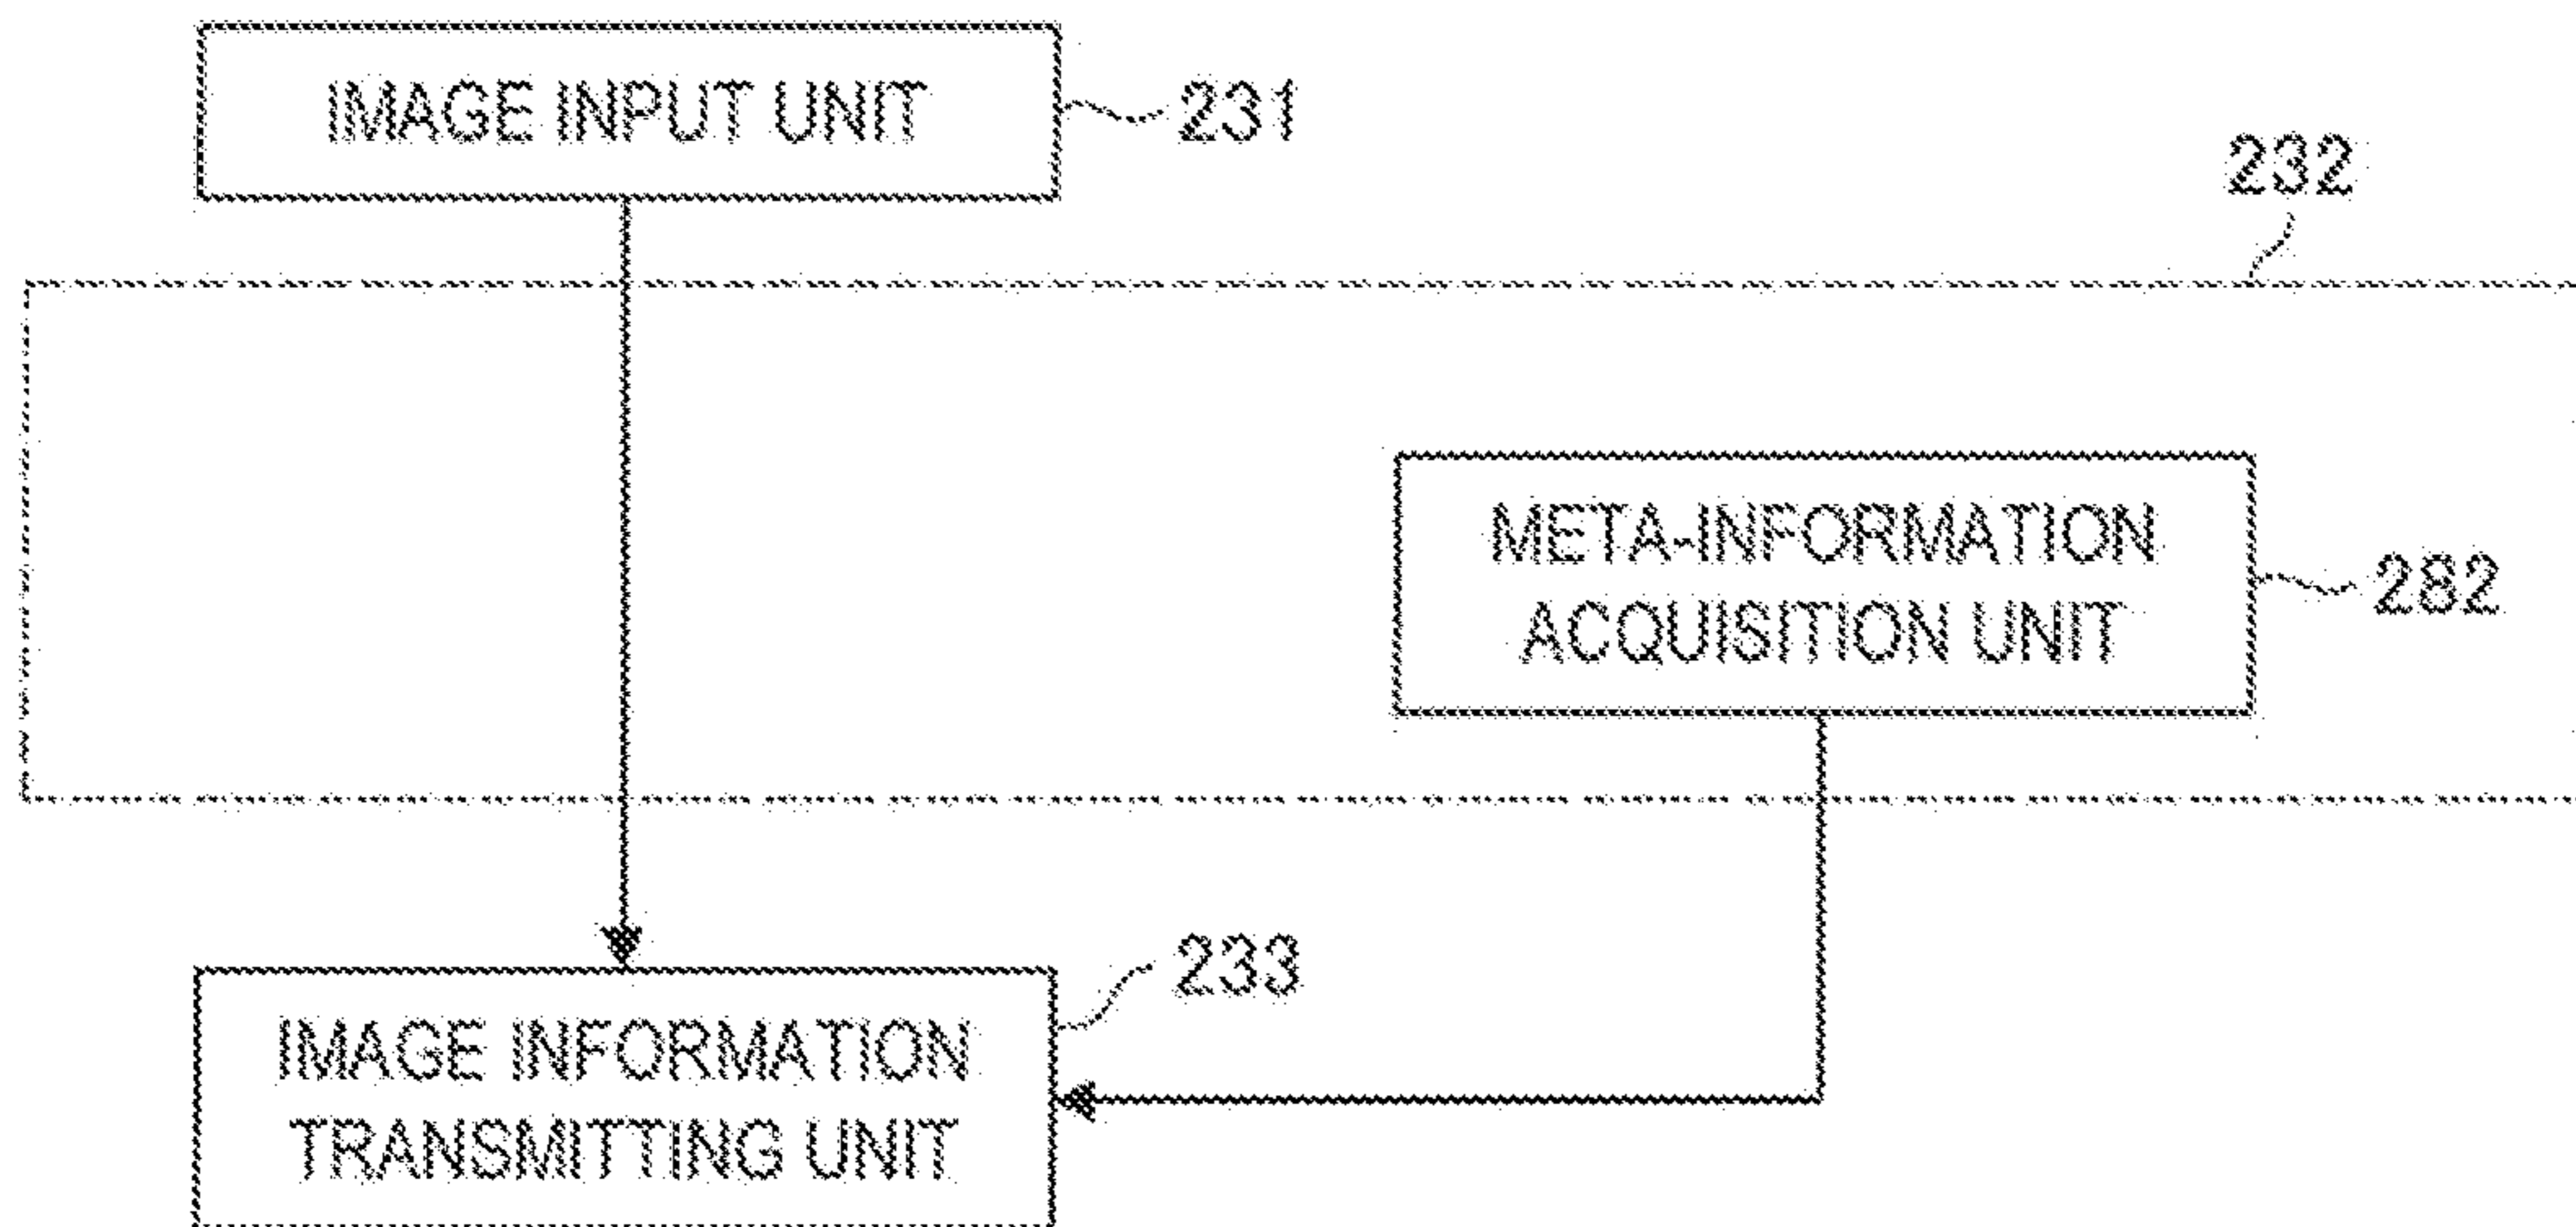 IMAGE INPUT UNIT
231
232
META-INFORMATION
ACQUISITION UNIT
282
233
IMAGE INFORMATION
TRANSMITTING UNIT